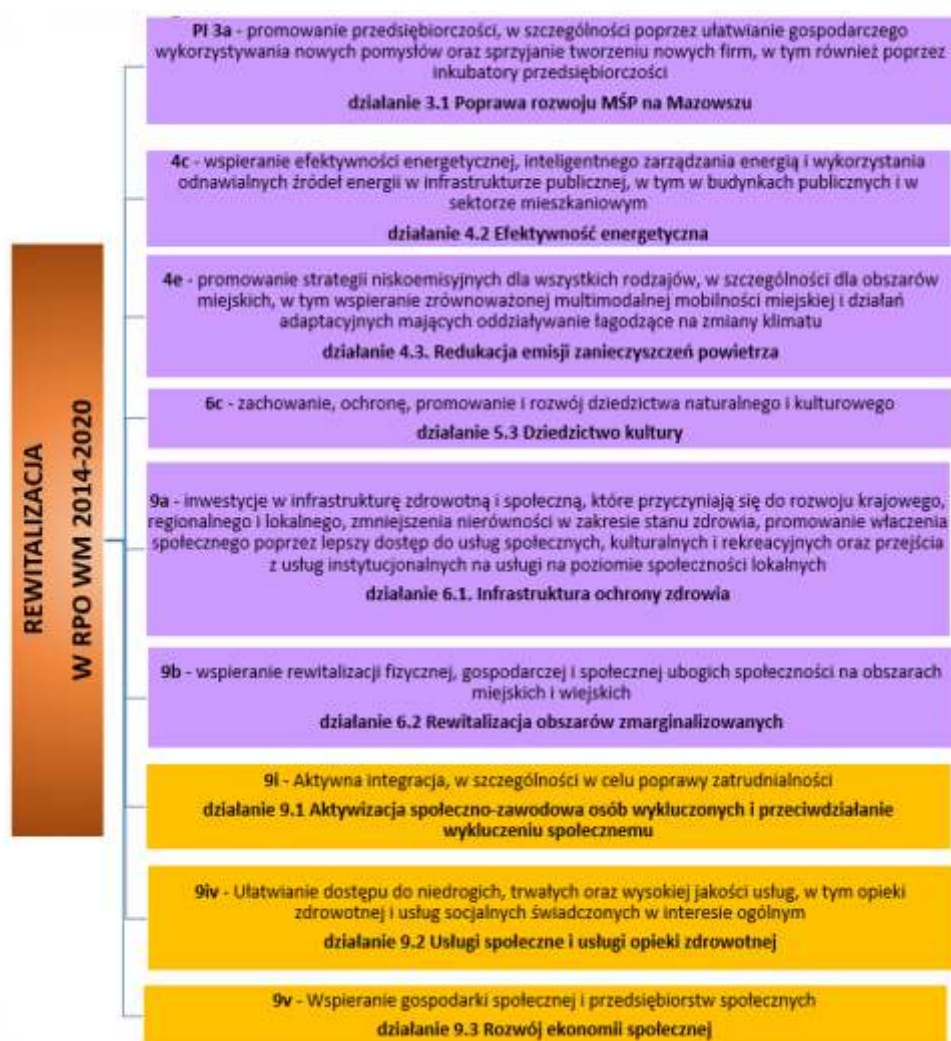 REWITALIZACJA
W RPO WM 2014-2020
PI 3a - promowanie przedsiębiorczości, w szczególności poprzez ułatwianie gospodarczego
wykorzystywania nowych pomysłów oraz sprzyjanie tworzeniu nowych firm, w tym również poprzez
inkubatory przedsiębiorczości
działanie 3.1 Poprawa rozwoju MŚP na Mazowszu
4c - wspieranie efektywności energetycznej, inteligentnego zarządzania energią i wykorzystania
odnawialnych źródeł energii w infrastrukturze publicznej, w tym w budynkach publicznych i w
sektorze mieszkaniowym
działanie 4.2 Efektywność energetyczna
4e - promowanie strategii niskoemisyjnych dla wszystkich rodzajów, w szczególności dla obszarów
miejskich, w tym wspieranie zrównoważonej multimodalnej mobilności miejskiej i działań
adaptacyjnych mających oddziaływanie łagodzące na zmiany klimatu
działanie 4.3. Redukacja emisji zanieczyszczeń powietrza
6c - zachowanie, ochronę, promowanie i rozwój dziedzictwa naturalnego i kulturowego
działanie 5.3 Dziedzictwo kultury
9a - inwestycje w infrastrukturę zdrowotną i społeczną, które przyczyniają się do rozwoju krajowego,
regionalnego i lokalnego, zmniejszenia nierówności w zakresie stanu zdrowia, promowanie włączenia
społecznego poprzez lepszy dostęp do usług społecznych, kulturalnych i rekreacyjnych oraz przejścia
z usług instytucjonalnych na usługi na poziomie społeczności lokalnych
działanie 6.1. Infrastruktura ochrony zdrowia
9b - wspieranie rewitalizacji fizycznej, gospodarczej i społecznej ubogich społeczności na obszarach
miejskich i wiejskich
działanie 6.2 Rewitalizacja obszarów zmarginalizowanych
9i - Aktywna integracja, w szczególności w celu poprawy zatrudnialności
działanie 9.1 Aktywizacja społeczno-zawodowa osób wykluczonych i przeciwdziałanie
wykluczeniu społecznemu
9iv - Ułatwianie dostępu do niedrogich, trwałych oraz wysokiej jakości usług, w tym opieki
zdrowotnej i usług socjalnych świadczonych w interesie ogólnym
działanie 9.2 Usługi społeczne i usługi opieki zdrowotnej
9v - Wspieranie gospodarki społecznej i przedsiębiorstw społecznych
działanie 9.3 Rozwój ekonomii społecznej